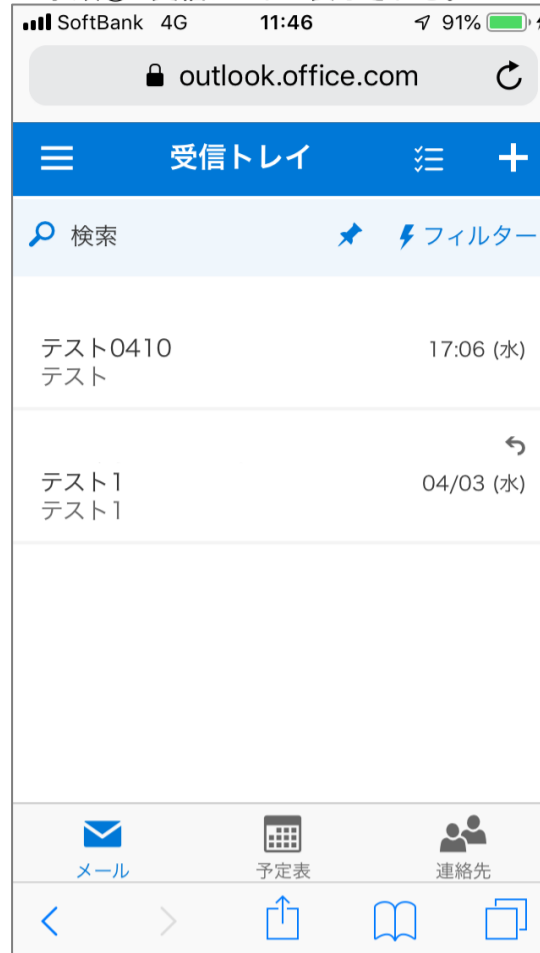 SoftBank 4G 11:46 91%
outlook.office.com
受信トレイ
検索 フィルター
テスト0410 17:06 (水)
テスト
テスト1 04/03 (水)
テスト1
メール 予定表 連絡先